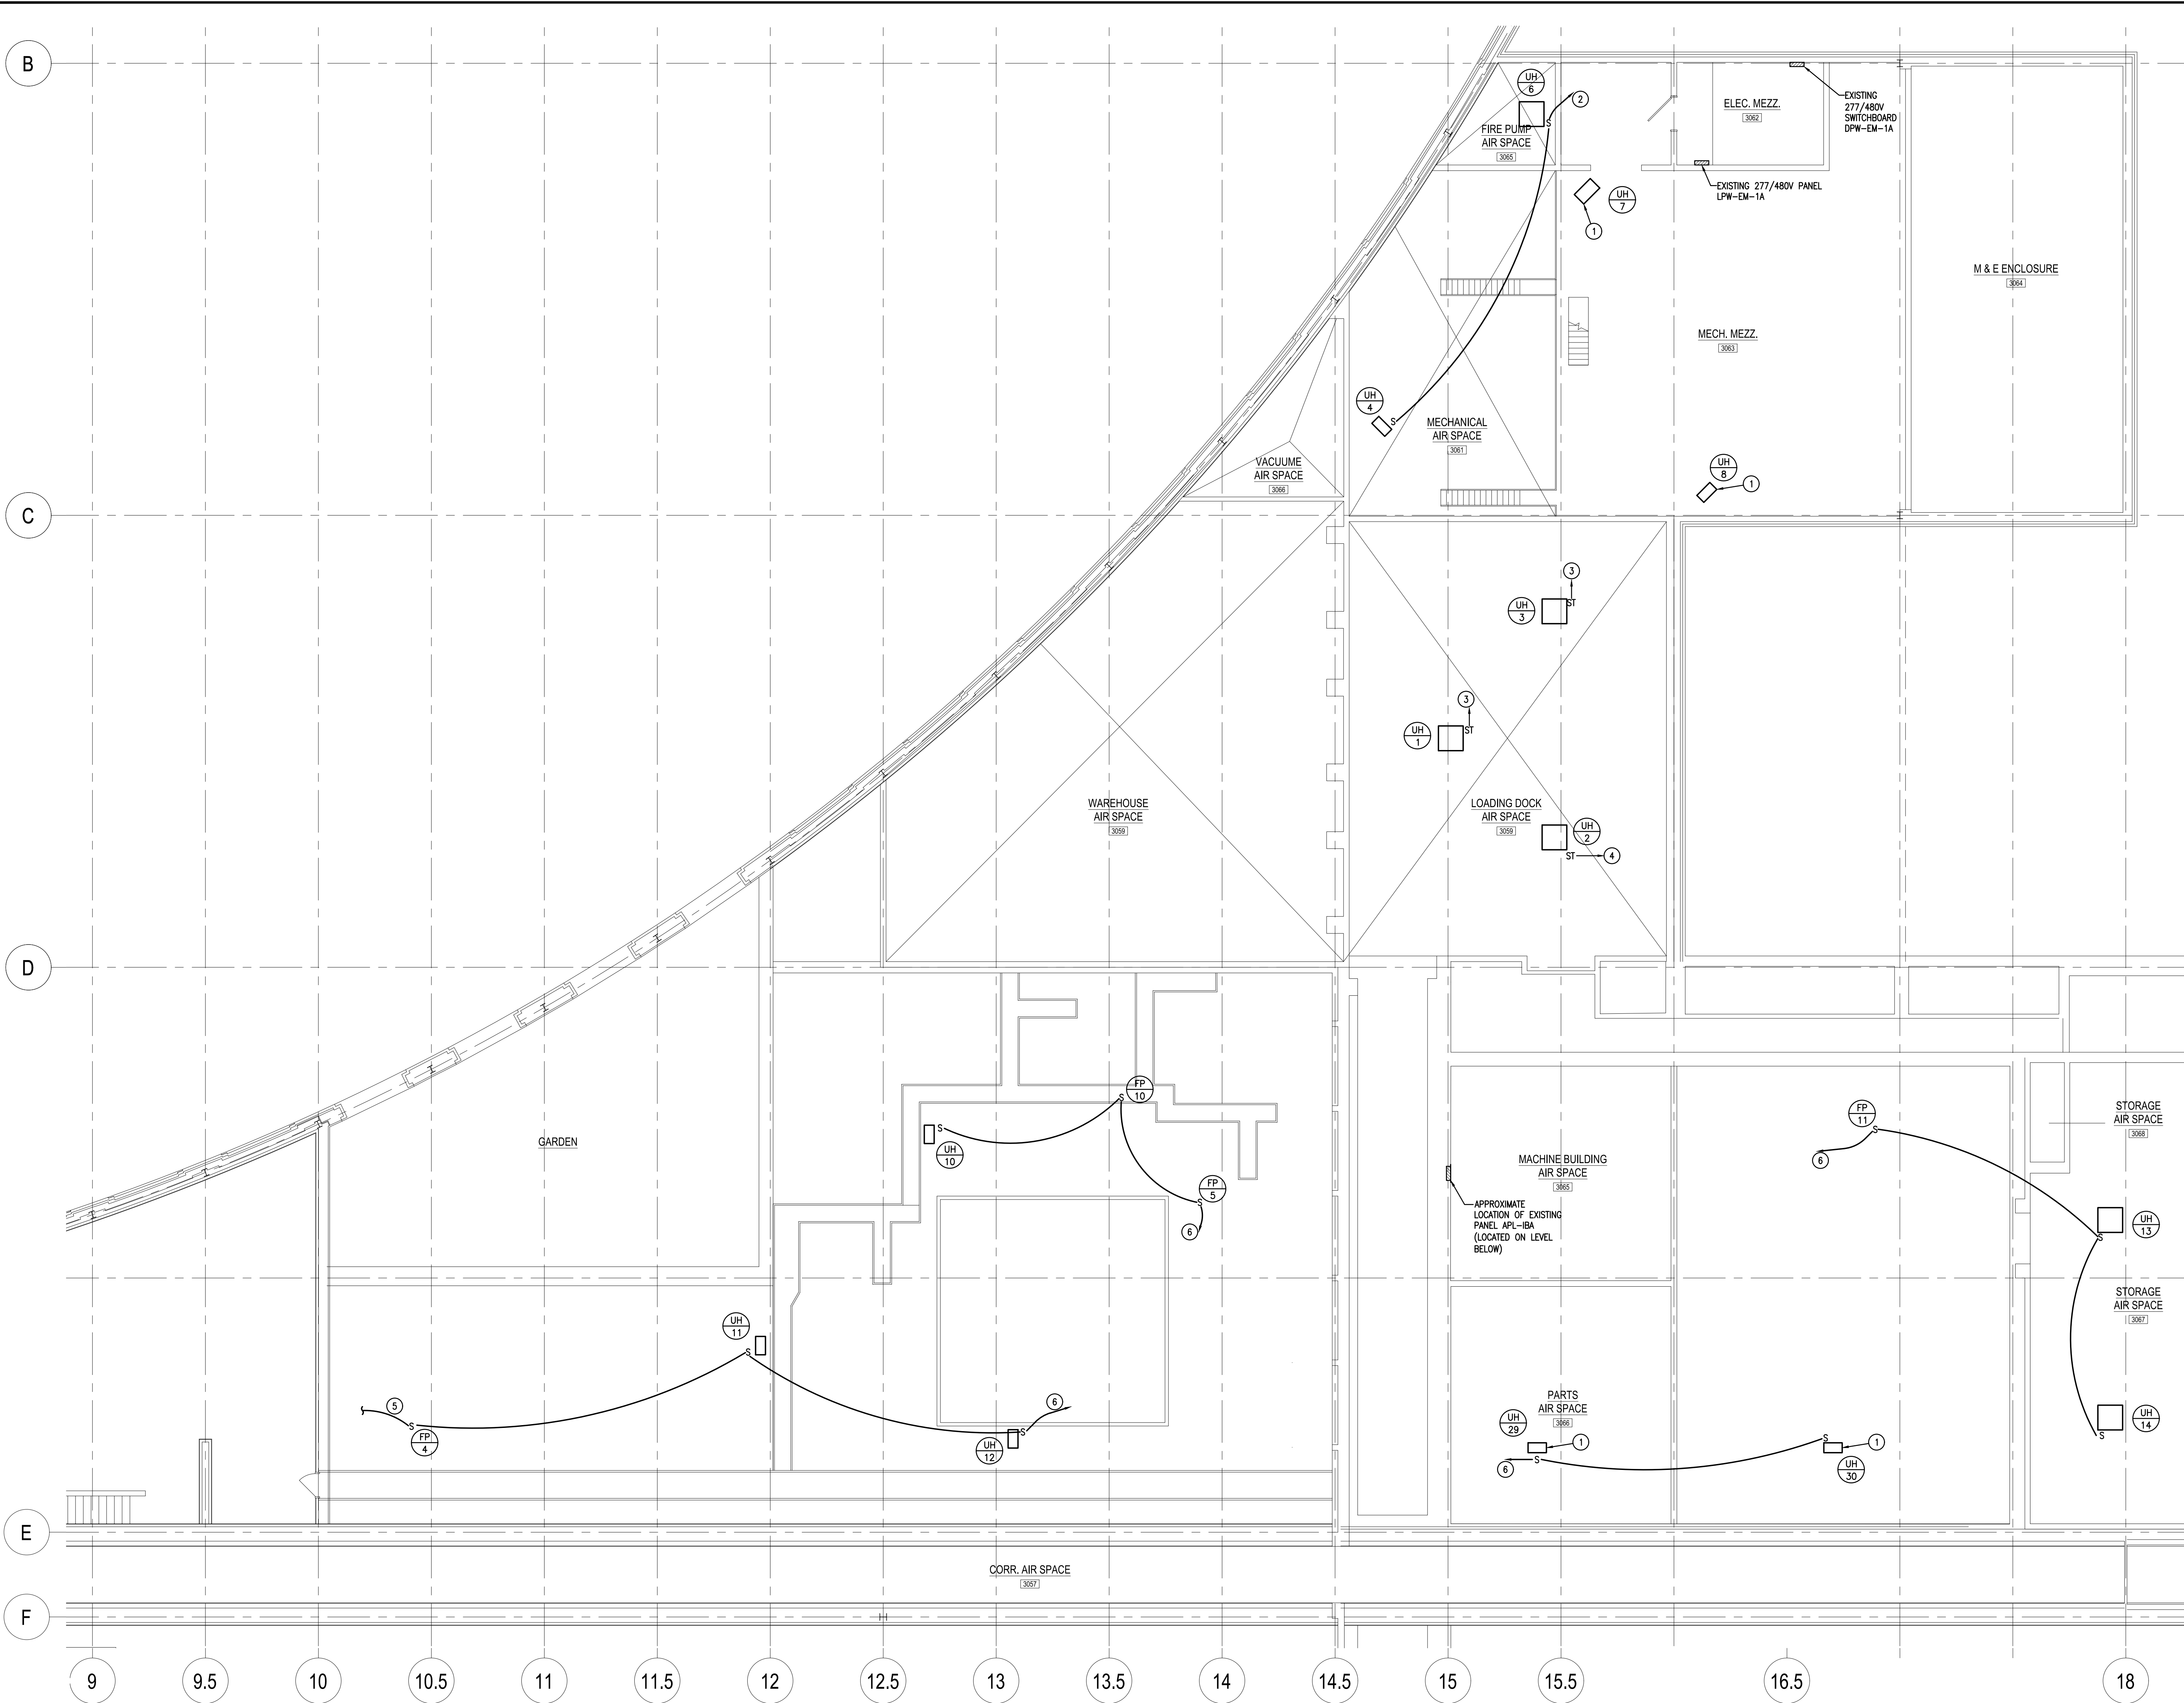 B
UH
6
2
ELEC. MEZZ.
3062
EXISTING
277/480V
SWITCHBOARD
DPW-EM-1A
S
FIRE PUMP
AIR SPACE
3065
EXISTING 277/480V PANEL
LPW-EM-1A
UH
7
1
M & E ENCLOSURE
3064
MECH. MEZZ.
3063
UH
4
S
MECHANICAL
AIR SPACE
3061
VACUUME
AIR SPACE
3066
UH
8
1
C
3
UH
3
ST
3
UH
1
ST
WAREHOUSE
AIR SPACE
3059
LOADING DOCK
AIR SPACE
3059
UH
2
ST
4
D
FP
10
S
S
UH
10
GARDEN
FP
5
S
6
MACHINE BUILDING
AIR SPACE
3065
APPROXIMATE
LOCATION OF EXISTING
PANEL APL-IBA
(LOCATED ON LEVEL
BELOW)
FP
11
S
6
STORAGE
AIR SPACE
3068
UH
13
S
STORAGE
AIR SPACE
3067
UH
11
S
5
S
FP
4
6
S
UH
12
PARTS
AIR SPACE
3066
UH
29
1
S
6
S
1
UH
30
UH
14
S
E
CORR. AIR SPACE
3057
F
9
9.5
10
10.5
11
11.5
12
12.5
13
13.5
14
14.5
15
15.5
16.5
18